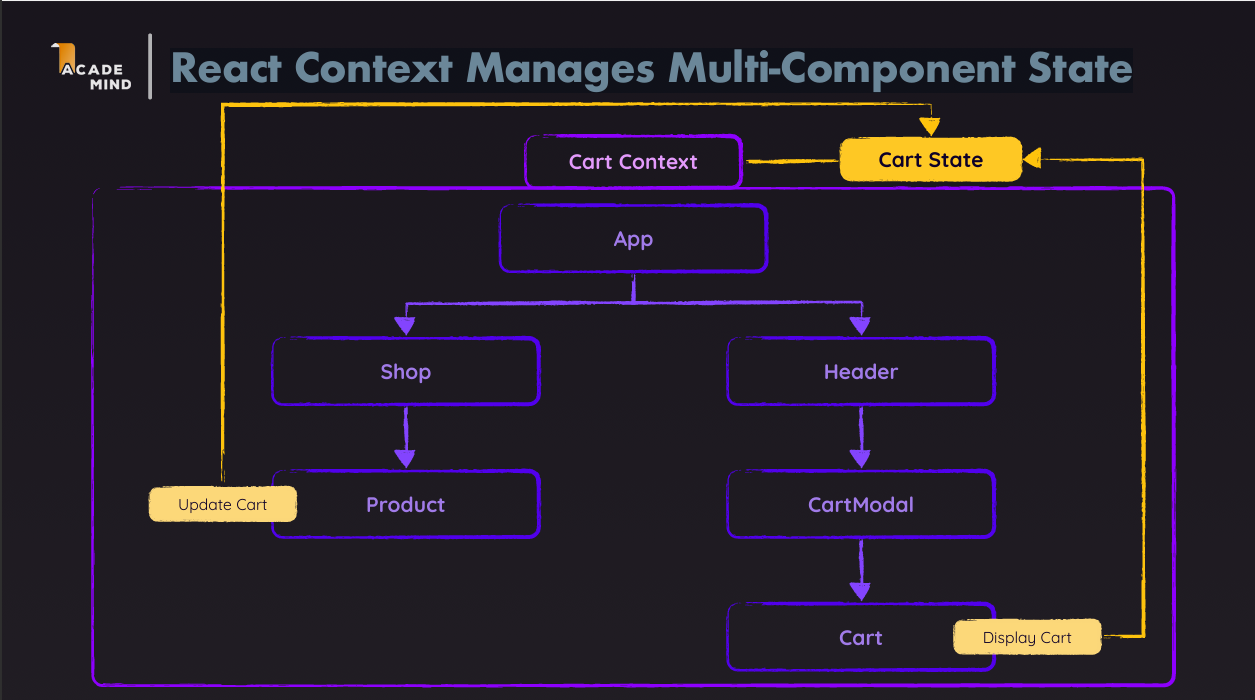 ACADE
MIND
React Context Manages Multi-Component State
Cart Context
Cart State
App
Shop
Header
Update Cart
Product
CartModal
Cart
Display Cart